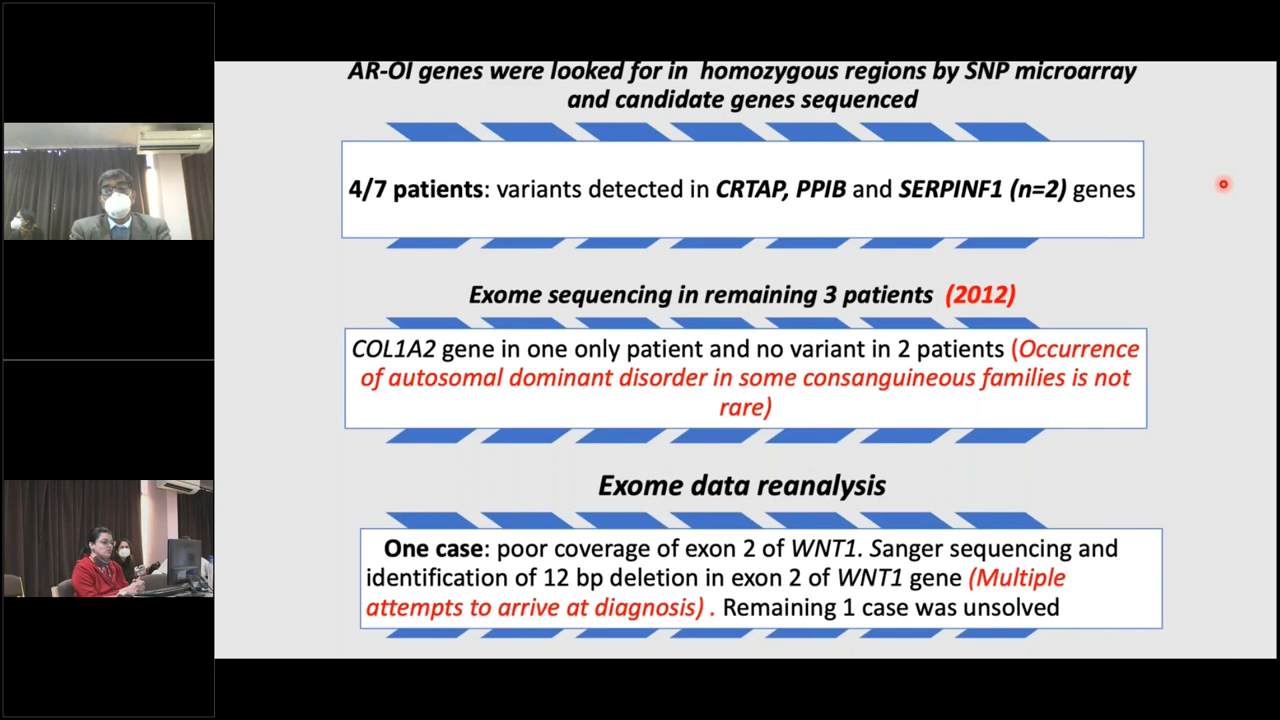 AR-OI genes were looked for in homozygous regions by SNP microarray
and candidate genes sequenced
4/7 patients: variants detected in CRTAP, PPIB and SERPINF1 (n=2) genes
Exome sequencing in remaining 3 patients (2012)
COL1A2 gene in one only patient and no variant in 2 patients (Occurrence
of autosomal dominant disorder in some consanguineous families is not
rare)
Exome data reanalysis
One case: poor coverage of exon 2 of WNT1. Sanger sequencing and
identification of 12 bp deletion in exon 2 of WNT1 gene (Multiple
attempts to arrive at diagnosis) . Remaining 1 case was unsolved